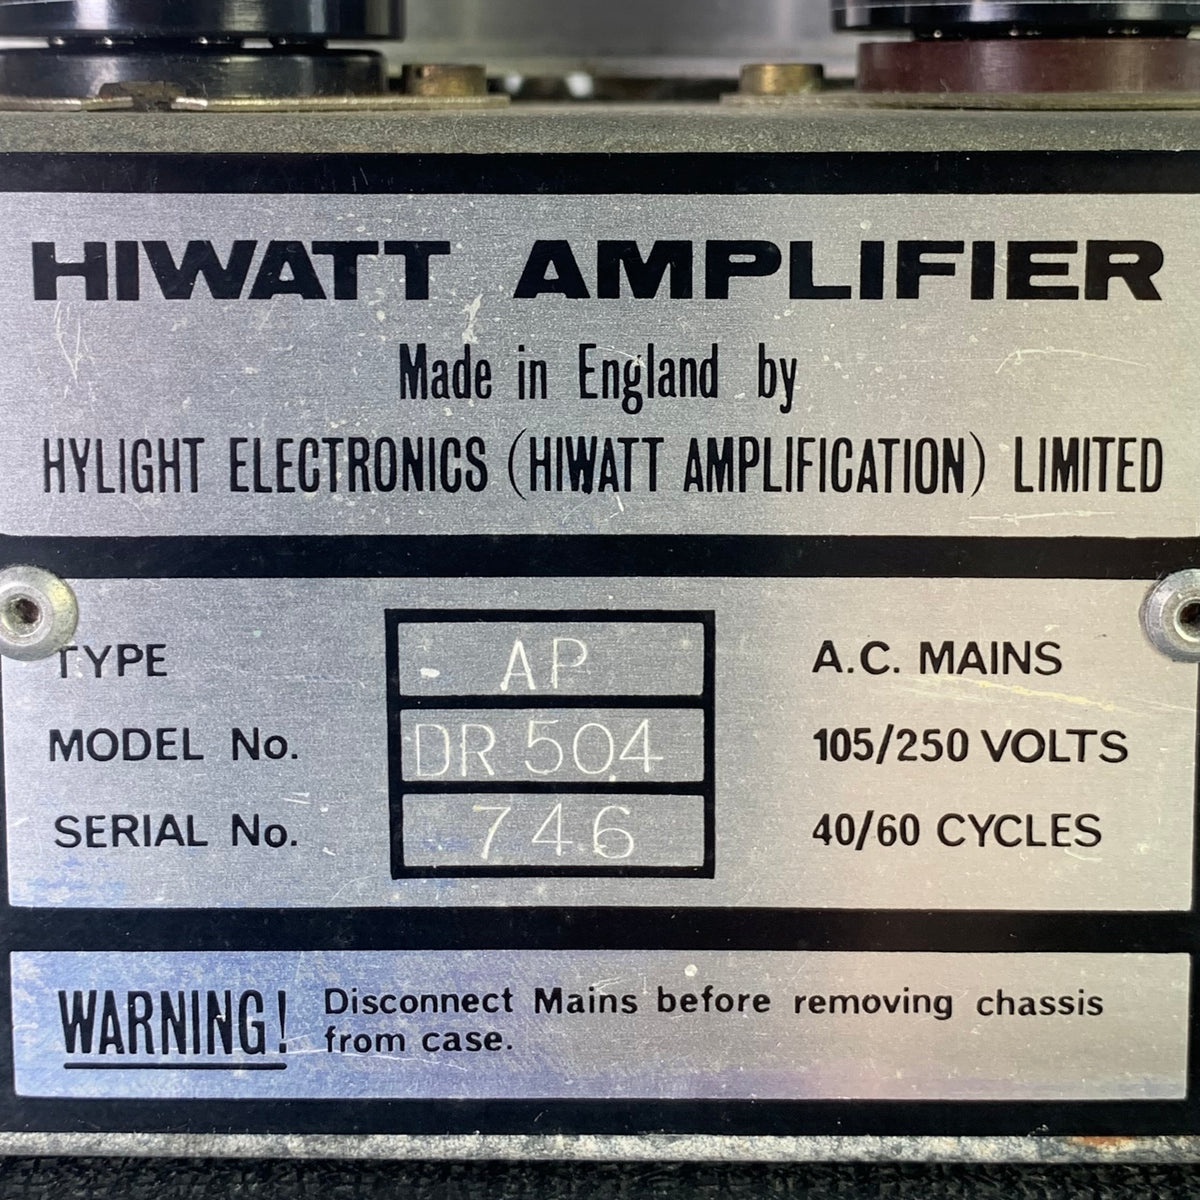 HIWATT AMPLIFIER
Made in England by
HYLIGHT ELECTRONICS (HIWATT AMPLIFICATION) LIMITED
TYPE AP A.C. MAINS
MODEL No. DR 504 105/250 VOLTS
SERIAL No. 746 40/60 CYCLES
WARNING! Disconnect Mains before removing chassis
from case.